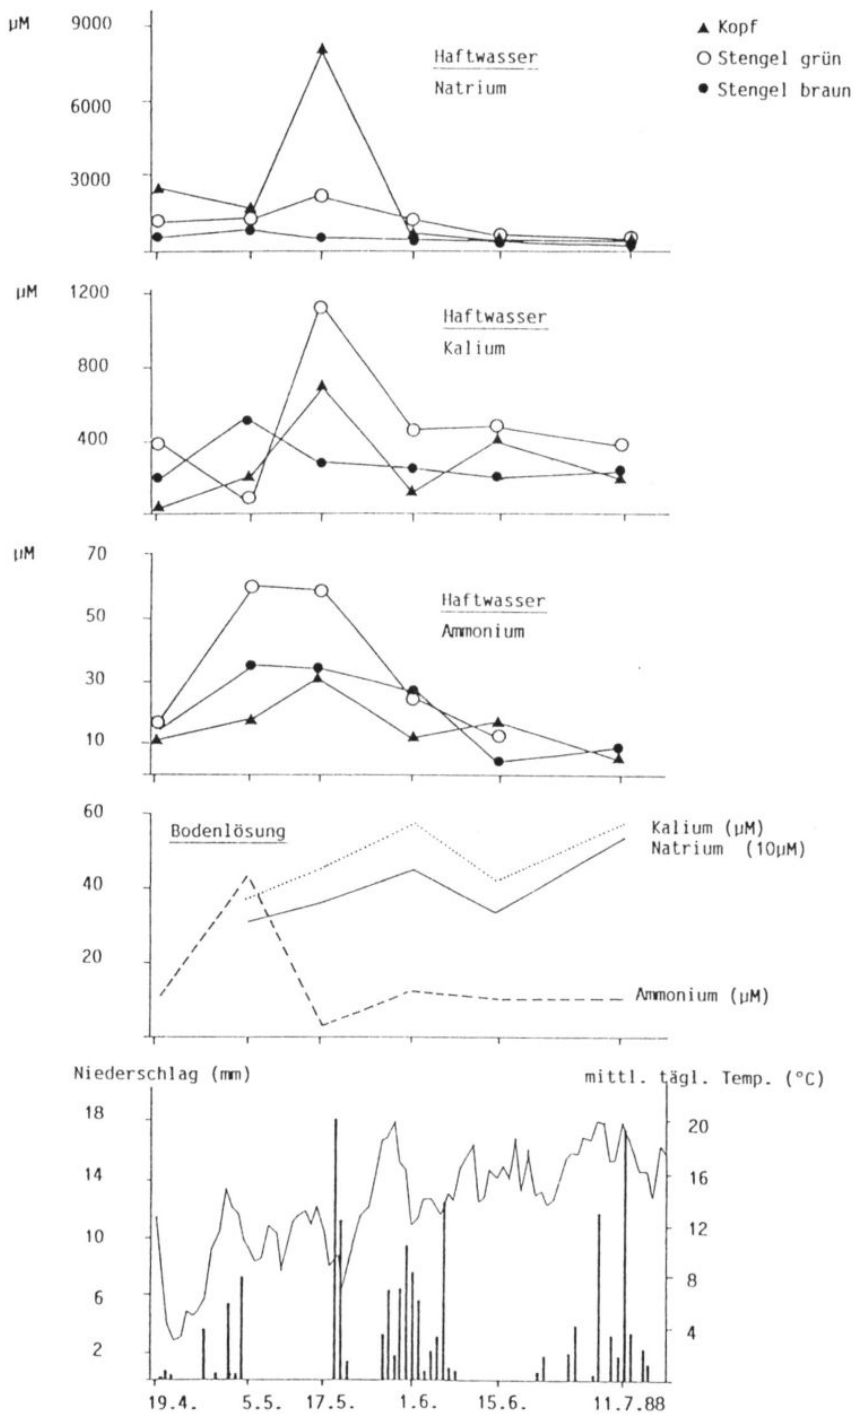 µM 9000
6000
3000
Haftwasser
Natrium
▲ Kopf
○ Stengel grün
● Stengel braun
µM 1200
800
400
Haftwasser
Kalium
µM 70
50
30
10
Haftwasser
Ammonium
60
40
20
Bodenlösung
Kalium (µM)
Natrium (10µM)
Ammonium (µM)
Niederschlag (mm)
mittl. tägl. Temp. (°C)
18
14
10
6
2
20
16
12
8
4
19.4. 5.5. 17.5. 1.6. 15.6. 11.7.88